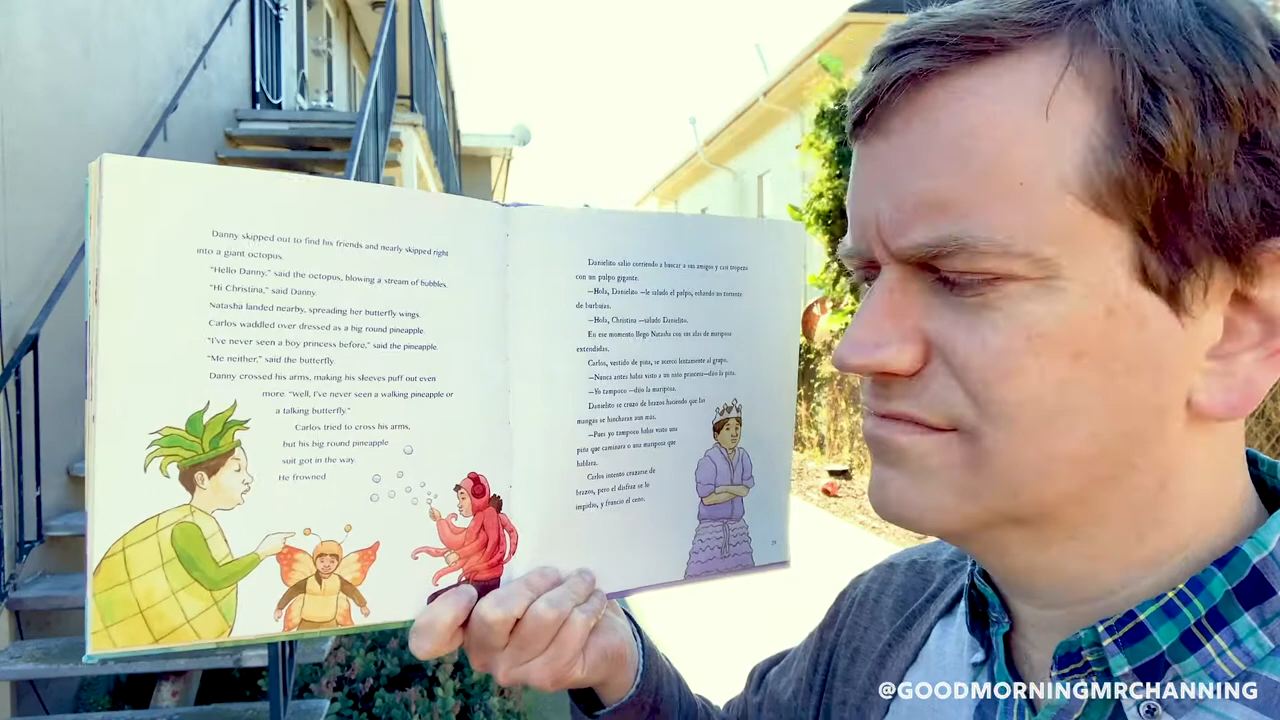 Danny skipped out to find his friends and nearly skipped right
into a giant octopus.
"Hello Danny," said the octopus, blowing a stream of bubbles.
"Hi Christina," said Danny.
Natasha landed nearby, spreading her butterfly wings.
Carlos waddled over dressed as a big round pineapple.
"I've never seen a boy princess before," said the pineapple.
"Me neither," said the butterfly.
Danny crossed his arms, making his sleeves puff out even
more. "Well, I've never seen a walking pineapple or
a talking butterfly."
Carlos tried to cross his arms,
but his big round pineapple
suit got in the way.
He frowned
Danielito salió corriendo a buscar a sus amigos y casi tropezó
con un pulpo gigante.
—Hola, Danielito —le saludó el pulpo, echando un torrente
de burbujas.
—Hola, Christina —saludó Danielito.
En ese momento llegó Natasha con sus alas de mariposa
extendidas.
Carlos, vestido de piña, se acercó lentamente al grupo.
—Nunca antes había visto a un niño princesa—dijo la piña.
—Yo tampoco —dijo la mariposa.
Danielito se cruzó de brazos haciendo que las
mangas se hincharan aun más.
—Pues yo tampoco había visto una
piña que caminara o una mariposa que
hablara.
Carlos intentó cruzarse de
brazos, pero el disfraz se lo
impidió, y frunció el ceño.
29
@GOODMORNINGMRCHANNING